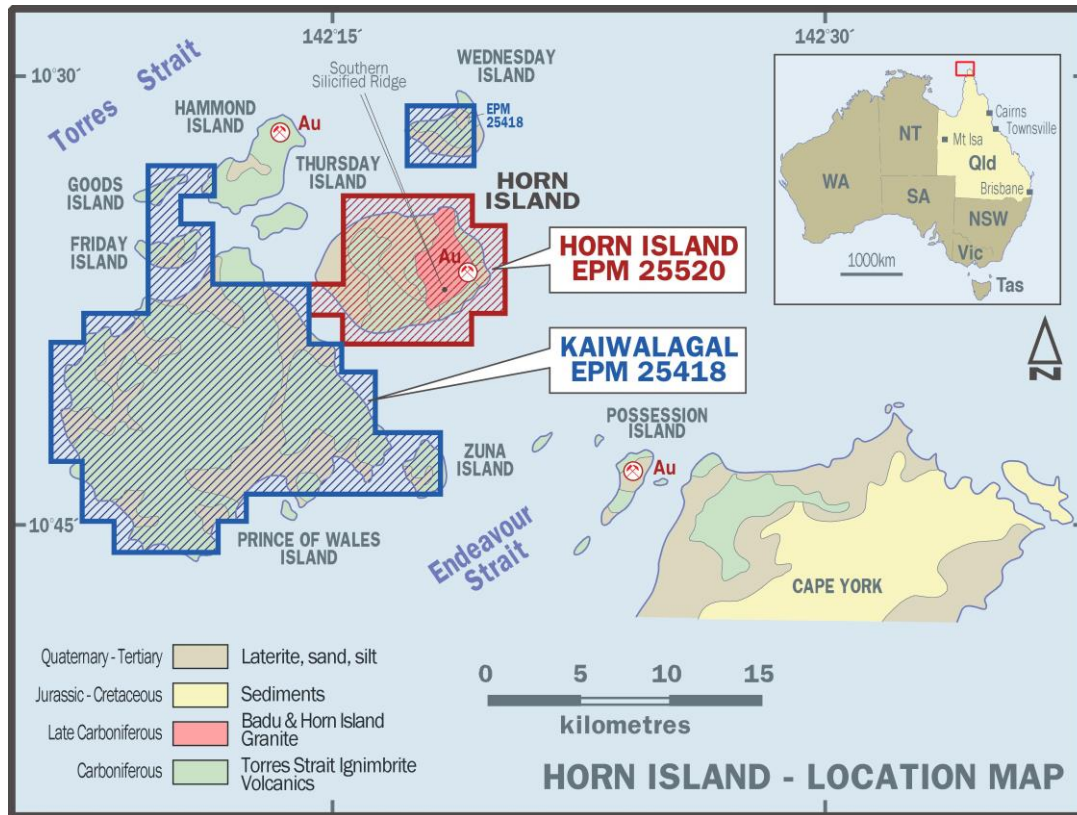 142°15'
142°30'
10°30'
Torres Strait
WEDNESDAY
ISLAND
Southern
Silicified Ridge
HAMMOND
ISLAND
Au
EPM
25418
THURSDAY
ISLAND
GOODS
ISLAND
HORN
ISLAND
FRIDAY
ISLAND
Au
HORN ISLAND
EPM 25520
KAIWALAGAL
EPM 25418
WA
NT
SA
Qld
NSW
Vic
Tas
Cairns
Townsville
Mt Isa
Brisbane
1000km
N
POSSESSION
ISLAND
Au
ZUNA
ISLAND
10°45'
PRINCE OF WALES
ISLAND
Endeavour
Strait
CAPE YORK
Quaternary - Tertiary Laterite, sand, silt
Jurassic - Cretaceous Sediments
Late Carboniferous Badu & Horn Island
Granite
Carboniferous Torres Strait Ignimbrite
Volcanics
0 5 10 15
kilometres
HORN ISLAND - LOCATION MAP